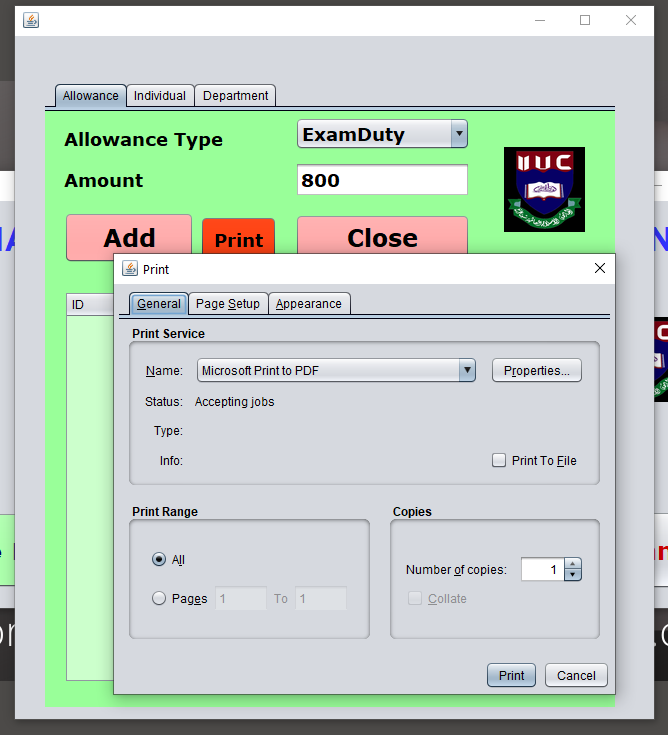 Allowance Individual Department
Allowance Type ExamDuty
Amount 800
IIUC
Add Print Close
ID
Print
General Page Setup Appearance
Print Service
Name: Microsoft Print to PDF Properties...
Status: Accepting jobs
Type:
Info: Print To File
Print Range Copies
All
Number of copies: 1
Pages 1 To 1
Collate
Print Cancel